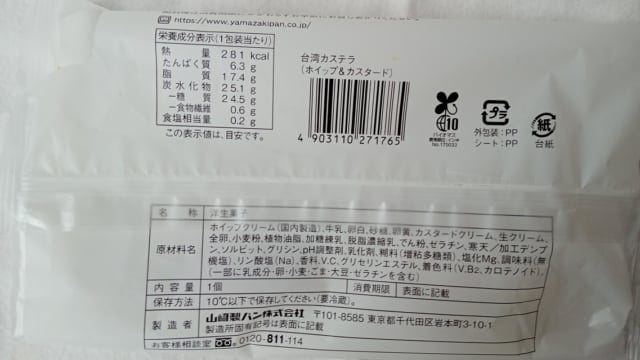 https://www.yamazakipan.co.jp/
栄養成分表示(1包装当たり)
熱量 281 kcal
たんぱく質 6.3 g
脂質 17.4 g
炭水化物 25.1 g
－糖質 24.5 g
－食物繊維 0.6 g
食塩相当量 0.2 g
この表示値は、目安です。
台湾カステラ
(ホイップ&カスタード)
4 903110 271765
10
バイオマス
No.170033
プラ
外包装:PP
シート:PP
紙
台紙
名称 洋生菓子
原材料名 ホイップクリーム(国内製造)、牛乳、卵白、砂糖、卵黄、カスタードクリーム、生クリーム、
全卵、小麦粉、植物油脂、加糖練乳、脱脂濃縮乳、でん粉、ゼラチン、寒天/加工デンプ
ン、ソルビット、グリシン、pH調整剤、乳化剤、糊料(増粘多糖類)、塩化Mg、調味料(無
機塩)、リン酸塩(Na)、香料、V.C、グリセリンエステル、着色料(V.B2、カロテノイド)、
(一部に乳成分・卵・小麦・ごま・大豆・ゼラチンを含む)
内容量 1個 消費期限 表面に記載
保存方法 10℃以下で保存してください(要冷蔵)。
製造者 山崎製パン株式会社 〒101-8585 東京都千代田区岩本町3-10-1
製造所固有記号は表面に記載
お客様相談室 0120-811-114